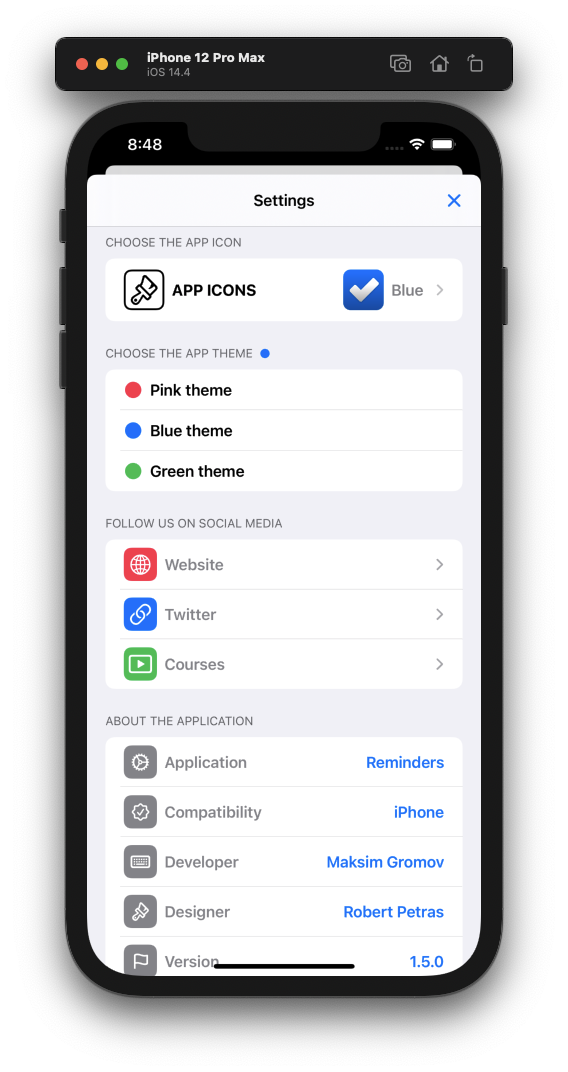 iPhone 12 Pro Max
iOS 14.4
8:48
Settings
CHOOSE THE APP ICON
APP ICONS Blue
CHOOSE THE APP THEME
Pink theme
Blue theme
Green theme
FOLLOW US ON SOCIAL MEDIA
Website
Twitter
Courses
ABOUT THE APPLICATION
Application Reminders
Compatibility iPhone
Developer Maksim Gromov
Designer Robert Petras
Version 1.5.0